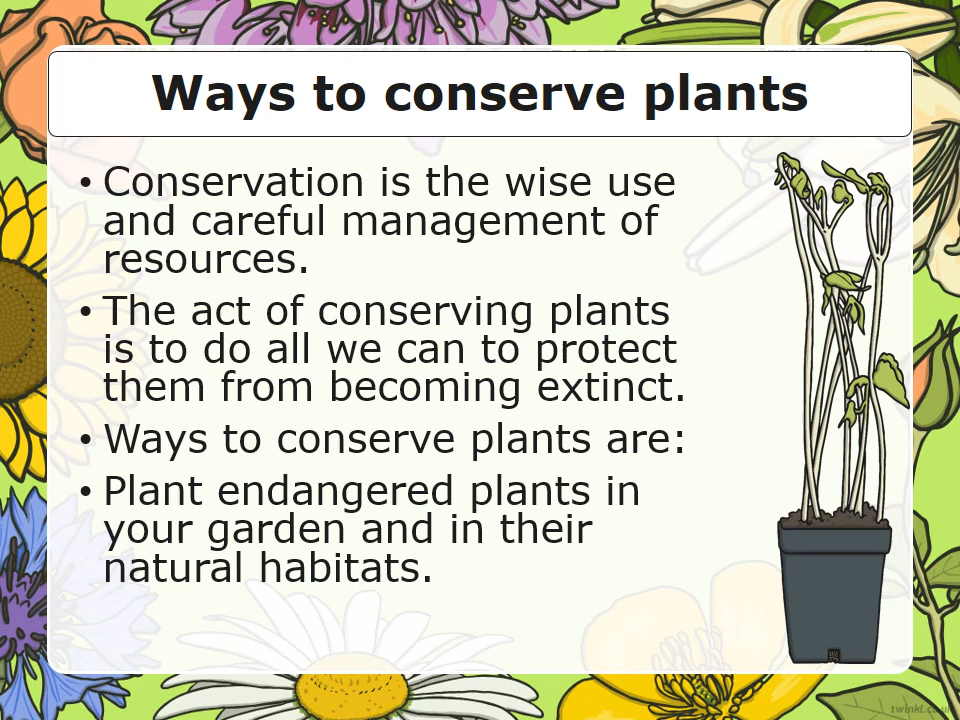 Ways to conserve plants
• Conservation is the wise use
and careful management of
resources.
• The act of conserving plants
is to do all we can to protect
them from becoming extinct.
• Ways to conserve plants are:
• Plant endangered plants in
your garden and in their
natural habitats.
twinkl.co.uk